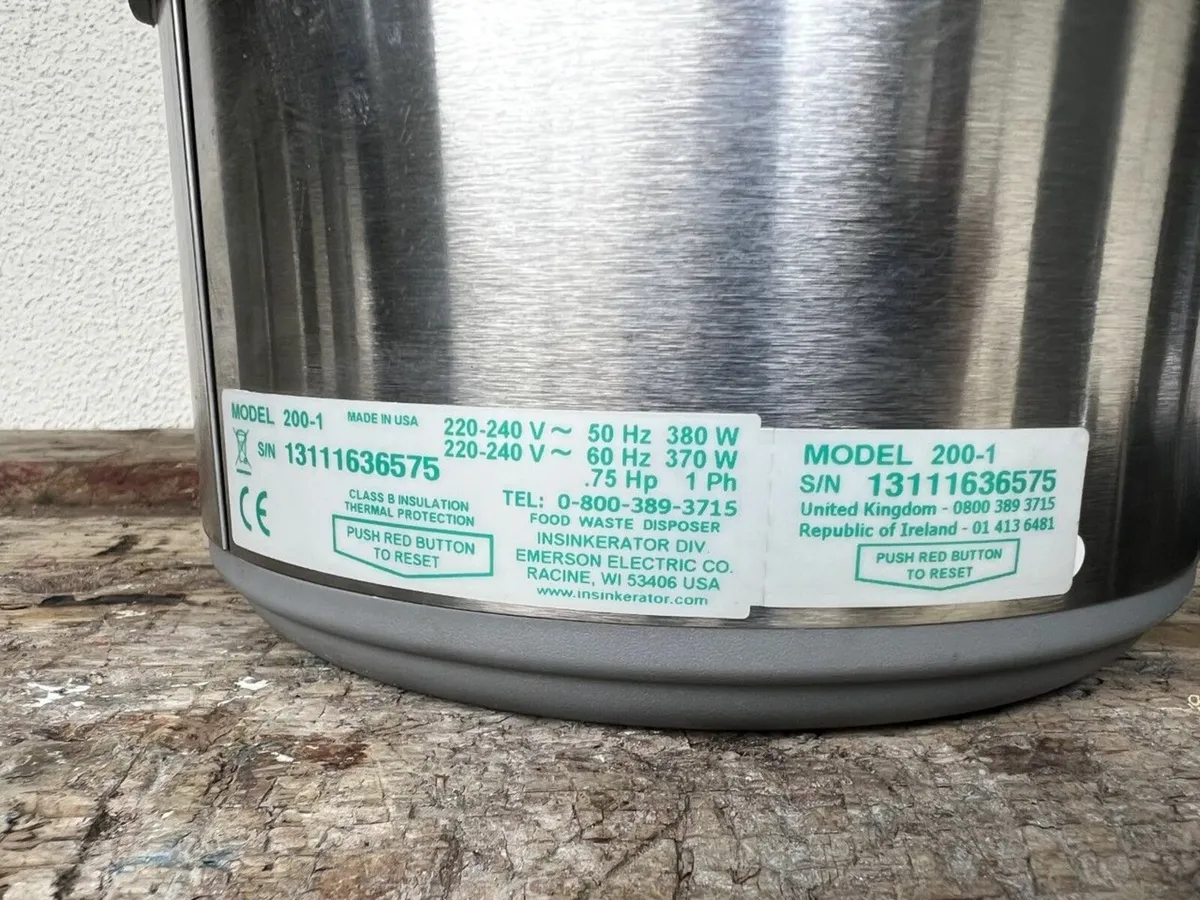 MODEL 200-1 MADE IN USA
S/N 13111636575
220-240 V ~ 50 Hz 380 W
220-240 V ~ 60 Hz 370 W
.75 Hp 1 Ph
CE
CLASS B INSULATION
THERMAL PROTECTION
PUSH RED BUTTON
TO RESET
TEL: 0-800-389-3715
FOOD WASTE DISPOSER
INSINKERATOR DIV.
EMERSON ELECTRIC CO.
RACINE, WI 53406 USA
www.insinkerator.com
MODEL 200-1
S/N 13111636575
United Kingdom - 0800 389 3715
Republic of Ireland - 01 413 6481
PUSH RED BUTTON
TO RESET